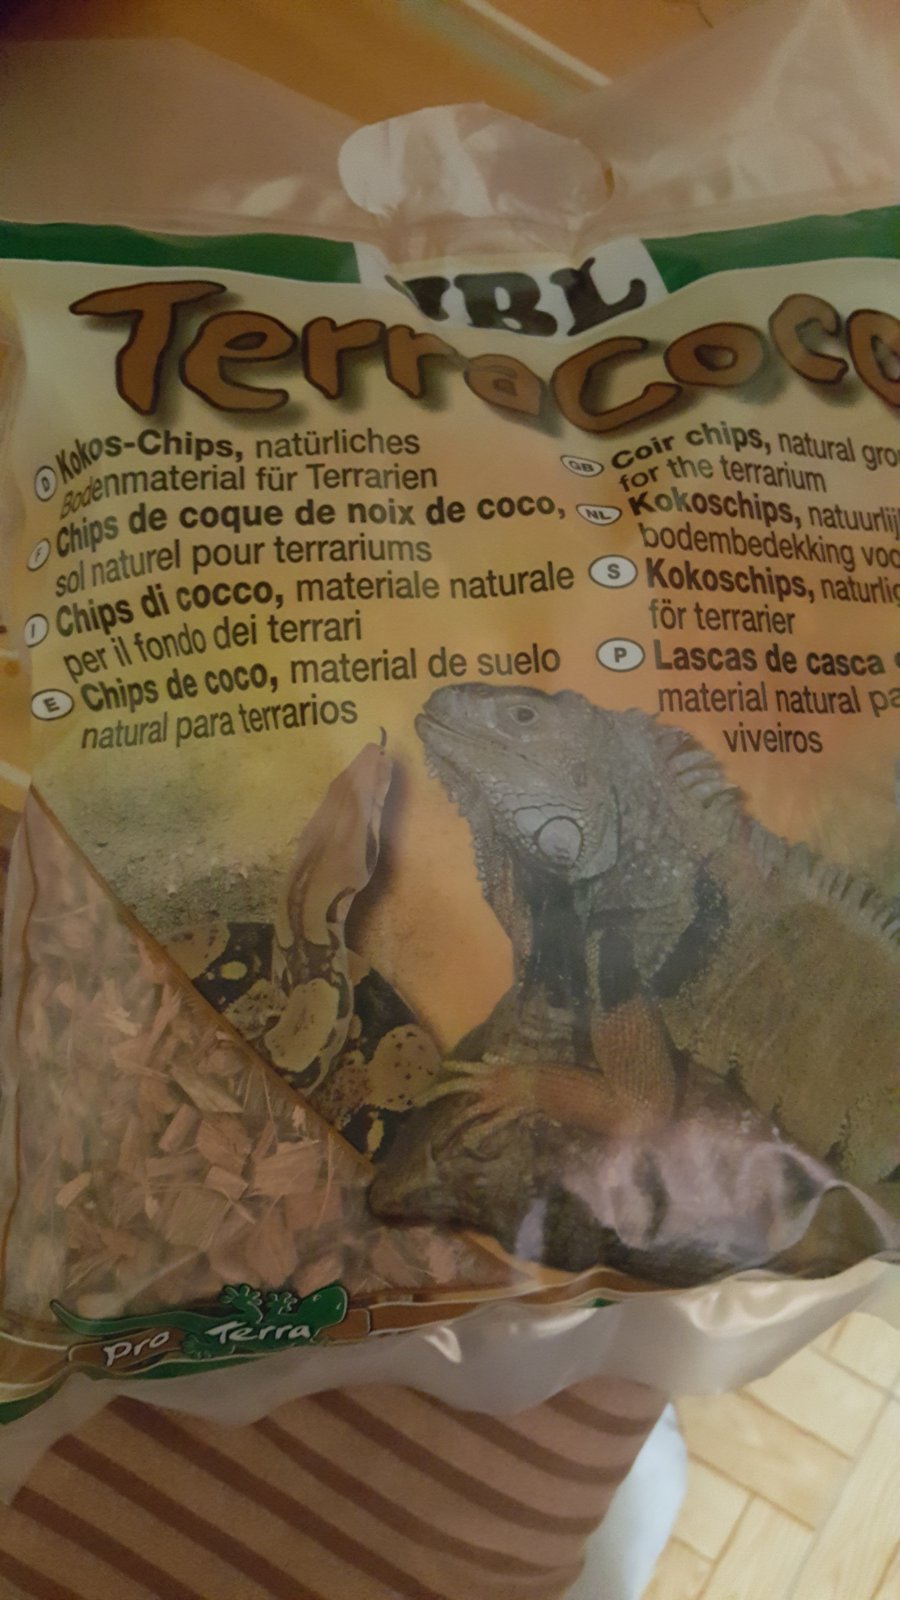 JBL
TerraCoco
D Kokos-Chips, natürliches
Bodenmaterial für Terrarien
F Chips de coque de noix de coco,
sol naturel pour terrariums
I Chips di cocco, materiale naturale
per il fondo dei terrari
E Chips de coco, material de suelo
natural para terrarios
GB Coir chips, natural
for the terrarium
NL Kokoschips,
bodembedekking
S Kokoschips,
för terrarier
P Lascas de casca
material natural
viveiros
Pro Terra